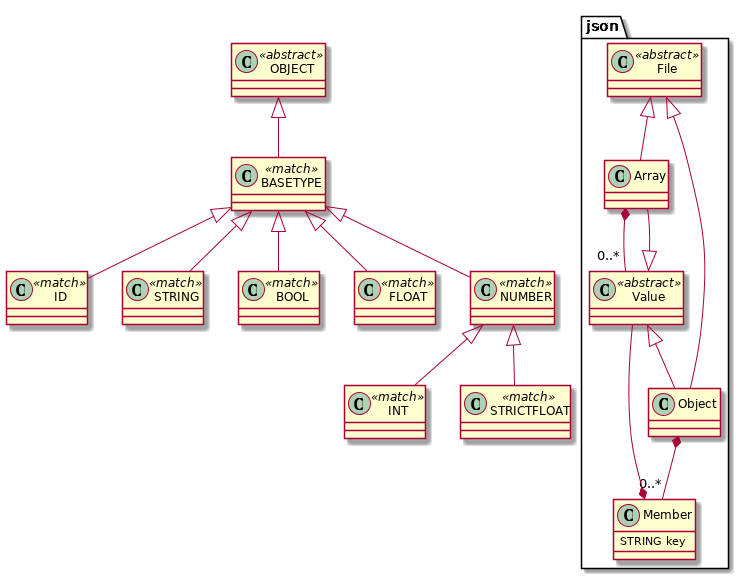 json
C «abstract»
OBJECT
C «abstract»
File
C «match»
BASETYPE
C Array
0..*
C «match»
ID
C «match»
STRING
C «match»
BOOL
C «match»
FLOAT
C «match»
NUMBER
C «abstract»
Value
C «match»
INT
C «match»
STRICTFLOAT
C Object
0..*
C Member
STRING key